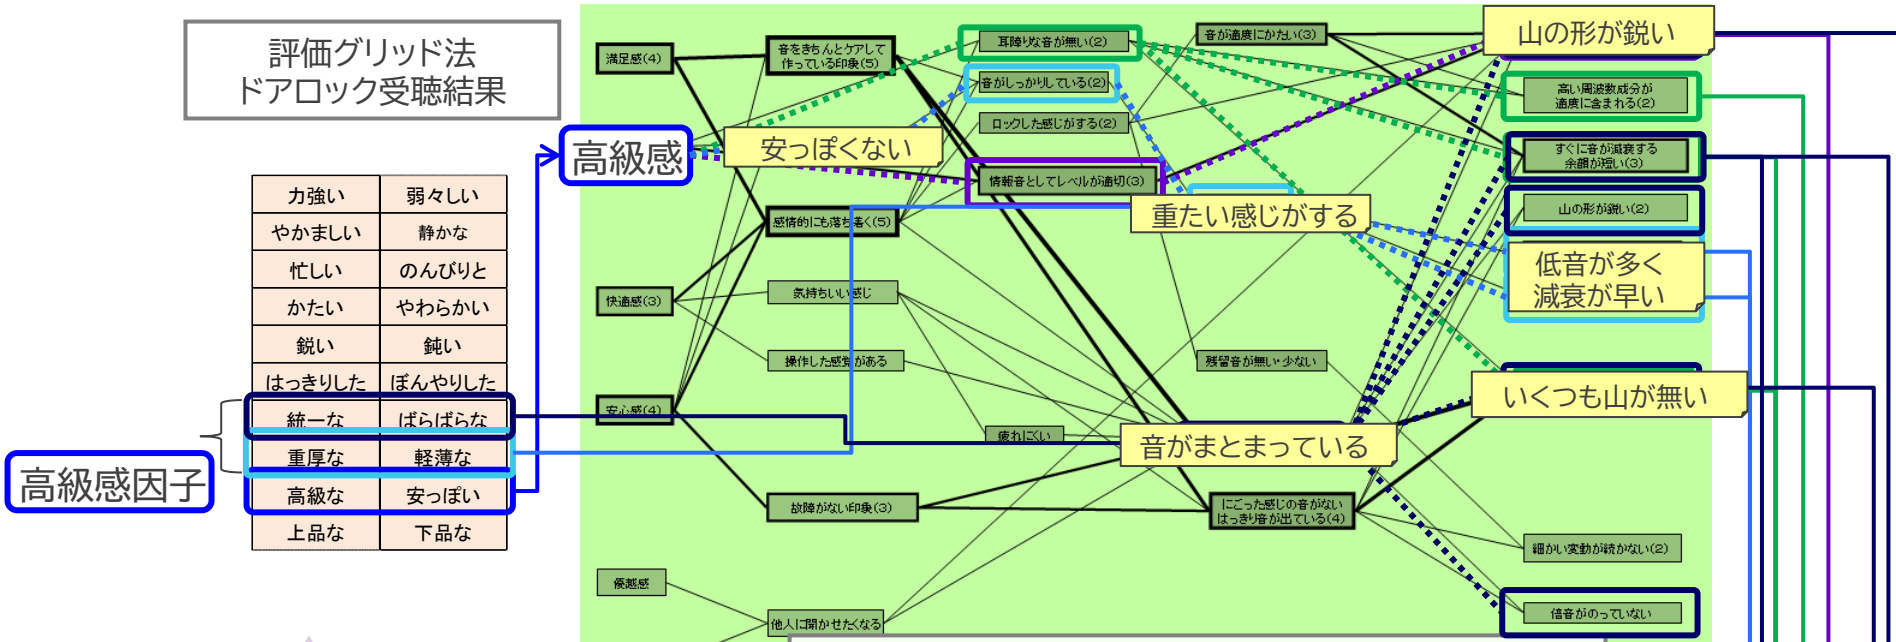 評価グリッド法
ドアロック受聴結果
高級感因子
力強い 弱々しい
やかましい 静かな
忙しい のんびりと
かたい やわらかい
鋭い 鈍い
はっきりした ぼんやりした
統一な ばらばらな
重厚な 軽薄な
高級な 安っぽい
上品な 下品な
満足感(4)
高級感
快適感(3)
安心感(4)
優越感
音をきちんとケアして
作っている印象(5)
安っぽくない
感情的にも落ち着く(5)
気持ちいい感じ
操作した感覚がある
故障がない印象(3)
他人に聞かせたくなる
耳障りな音が無い(2)
音がしっかりしている(2)
ロックした感じがする(2)
情報音としてレベルが適切(3)
疲れにくい
音が適度にかたい(3)
重たい感じがする
残留音が無い・少ない
音がまとまっている
にごった感じの音がない
はっきり音が出ている(4)
山の形が鋭い
高い周波数成分が
適度に含まれる(2)
すぐに音が減衰する
余韻が短い(3)
山の形が鋭い(2)
低音が多く
減衰が早い
いくつも山が無い
細かい変動が続かない(2)
倍音がのっていない